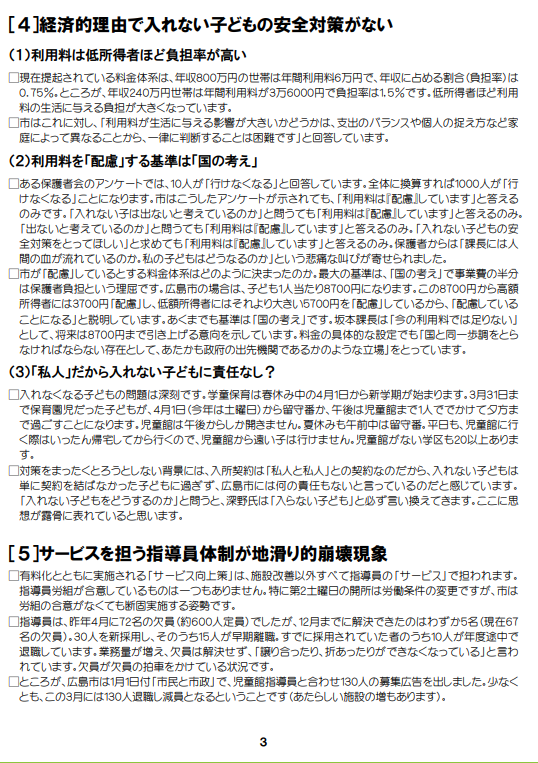 [4]経済的理由で入れない子どもの安全対策がない
(1)利用料は低所得者ほど負担率が高い
□現在提起されている料金体系は、年収800万円の世帯は年間利用料6万円で、年収に占める割合(負担率)は
0.75%。ところが、年収240万円世帯は年間利用料が3万6000円で負担率は1.5%です。低所得者ほど利用
料の生活に与える負担が大きくなっています。
□市はこれに対し、「利用料が生活に与える影響が大きいかどうかは、支出のバランスや個人の捉え方など家
庭によって異なることから、一律に判断することは困難です」と回答しています。
(2)利用料を「配慮」する基準は「国の考え」
□ある保護者会のアンケートでは、10人が「行けなくなる」と回答しています。全体に換算すれば1000人が「行
けなくなる」ことになります。市はこうしたアンケートが示されても、「利用料は『配慮』しています」と答える
のみです。「入れない子は出ないと考えているのか」と問うても「利用料は『配慮』しています」と答えるのみ。
「出ないと考えているのか」と問うても「利用料は『配慮』しています」と答えるのみ。「入れない子どもの安
全対策をとってほしい」と求めても「利用料は『配慮』しています」と答えるのみ。保護者からは「課長には人
間の血が流れているのか。私の子どもはどうなるのか」という悲痛な叫びが寄せられました。
□市が「配慮」しているとする料金体系はどのように決まったのか。最大の基準は、「国の考え」で事業費の半分
は保護者負担という理屈です。広島市の場合は、子ども1人当たり8700円になります。この8700円から高額
所得者には3700円「配慮」し、低額所得者にはそれより大きい5700円を「配慮」しているから、「配慮している
ことになる」と説明しています。あくまでも基準は「国の考え」です。坂本課長は「今の利用料では足りない」
として、将来は8700円まで引き上げる意向を示しています。料金の具体的な設定でも「国と同一歩調をとら
なければならない存在として、あたかも政府の出先機関であるかのような立場」をとっています。
(3)「私人」だから入れない子どもに責任なし?
□入れなくなる子どもの問題は深刻です。学童保育は春休み中の4月1日から新学期が始まります。3月31日ま
で保育園児だった子どもが、4月1日(今年は土曜日)から留守番か、午後は児童館まで1人ででかけて夕方ま
で過ごすことになります。児童館は午後からしか開きません。夏休みも午前中は留守番。平日も、児童館に行
く際はいったん帰宅してから行くので、児童館から遠い子は行けません。児童館がない学区も20以上ありま
す。
□対策をまったくとろうとしない背景には、入所契約は「私人と私人」との契約なのだから、入れない子どもは
単に契約を結ばなかった子どもに過ぎず、広島市には何の責任もないと言っているのだと感じています。
「入れない子どもをどうするのか」と問うと、深野氏は「入らない子ども」と必ず言い換えてきます。ここに思
想が露骨に表れていると思います。
[5]サービスを担う指導員体制が地滑り的崩壊現象
□有料化とともに実施される「サービス向上策」は、施設改善以外すべて指導員の「サービス」で担われます。
指導員労組が合意しているものは一つもありません。特に第2土曜日の開所は労働条件の変更ですが、市は
労組の合意がなくても断固実施する姿勢です。
□指導員は、昨年4月に72名の欠員(約600人定員)でしたが、12月までに解決できたのはわずか5名(現在67
名の欠員)。30人を新採用し、そのうち15人が早期離職。すでに採用されていた者のうち10人が年度途中で
退職しています。業務量が増え、欠員は解決せず、「譲り合ったり、折あったりができなくなっている」と言わ
れています。欠員が欠員の拍車をかけている状況です。
□ところが、広島市は1月1日付「市民と市政」で、児童館指導員と合わせ130人の募集広告を出しました。少なく
とも、この3月には130人退職し減員となるということです(あたらしい施設の増もあります)。
3